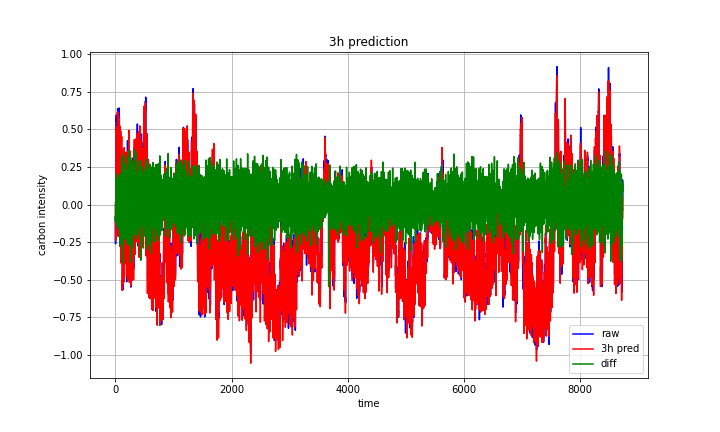 3h prediction
1.00
0.75
0.50
0.25
0.00
−0.25
−0.50
−0.75
−1.00
carbon intensity
0 2000 4000 6000 8000
time
raw
3h pred
diff